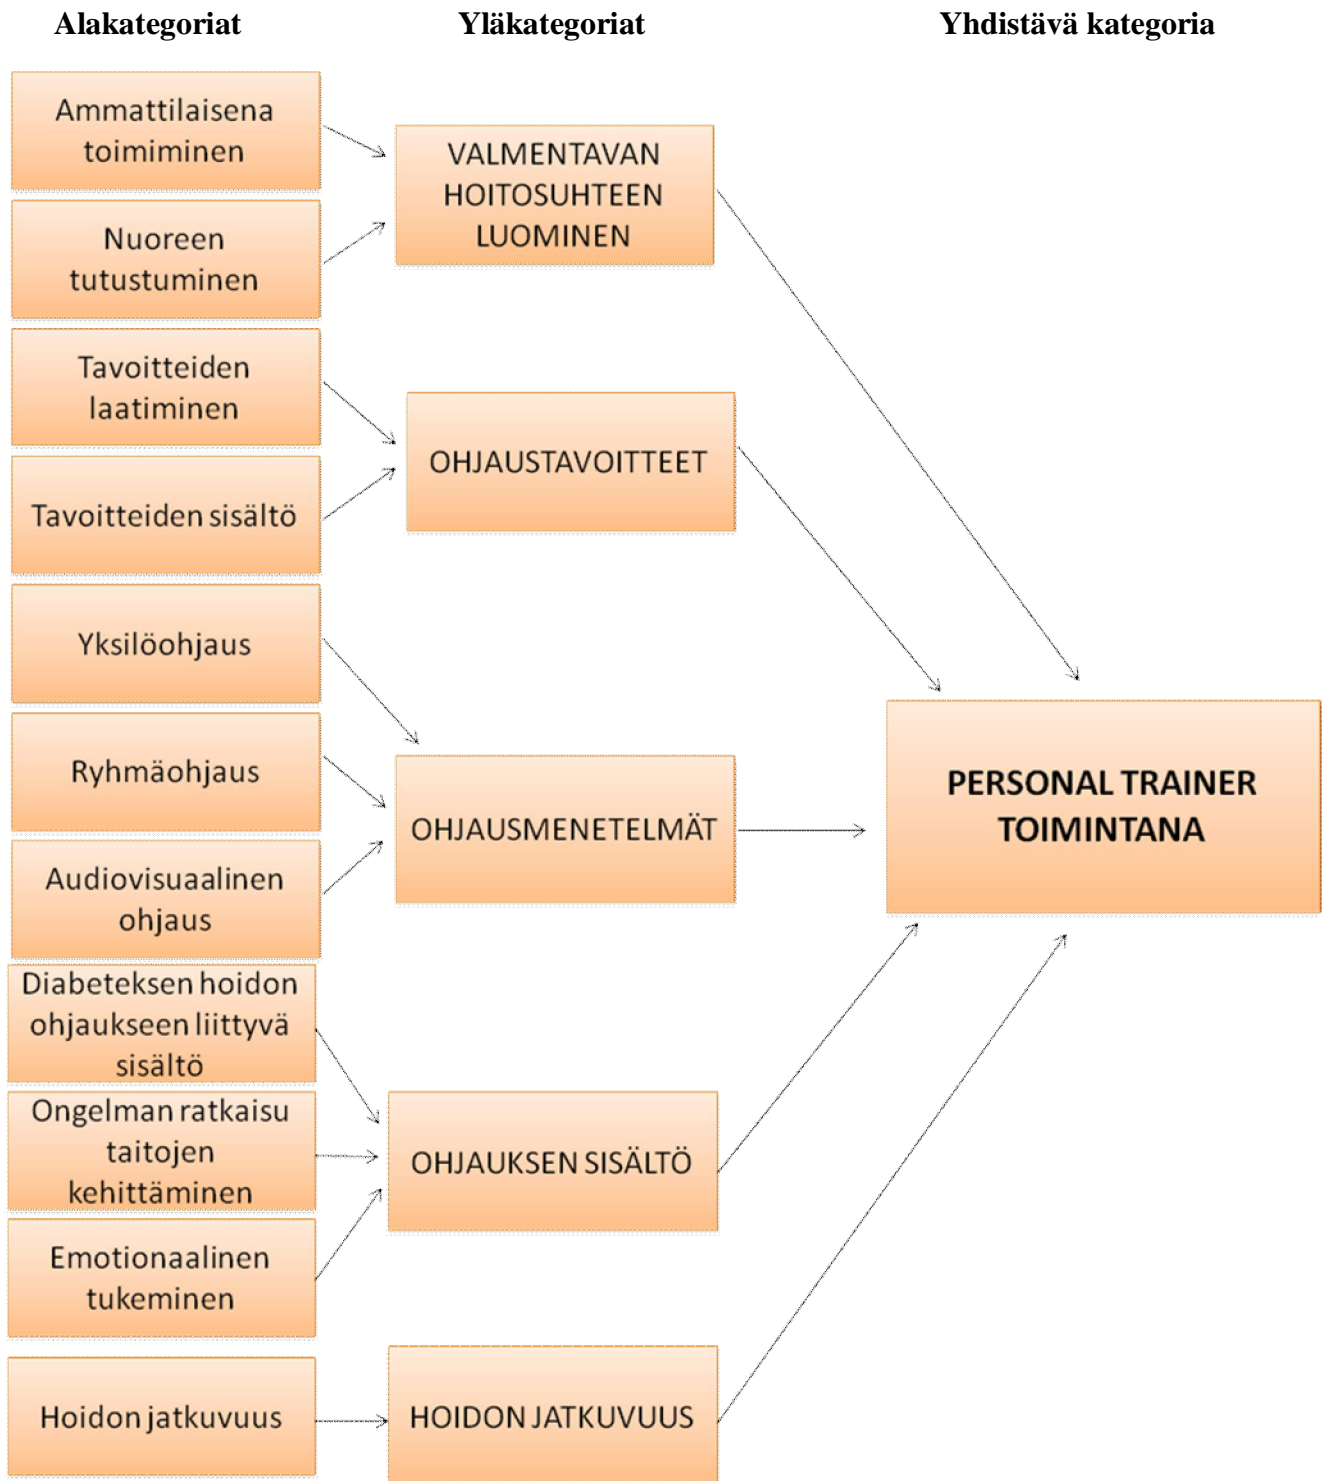 Alakategoriat
Yläkategoriat
Yhdistävä kategoria
Ammattilaisena
toimiminen
Nuoreen
tutustuminen
Tavoitteiden
laatiminen
Tavoitteiden sisältö
Yksilöohjaus
Ryhmäohjaus
Audiovisuaalinen
ohjaus
Diabeteksen hoidon
ohjaukseen liittyvä
sisältö
Ongelman ratkaisu
taitojen
kehittäminen
Emotionaalinen
tukeminen
Hoidon jatkuvuus
VALMENTAVAN
HOITOSUHTEEN
LUOMINEN
OHJAUSTAVOITTEET
OHJAUSMENETELMÄT
OHJAUKSEN SISÄLTÖ
HOIDON JATKUVUUS
PERSONAL TRAINER
TOIMINTANA